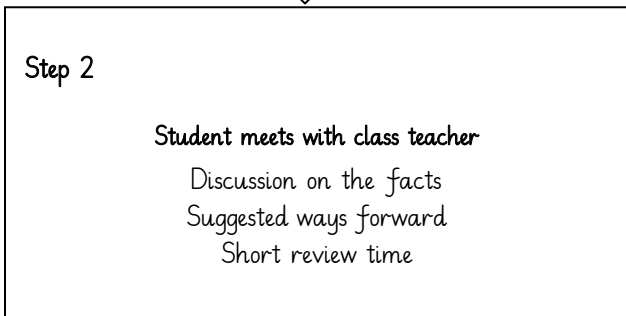 Step 2
Student meets with class teacher
Discussion on the facts
Suggested ways forward
Short review time